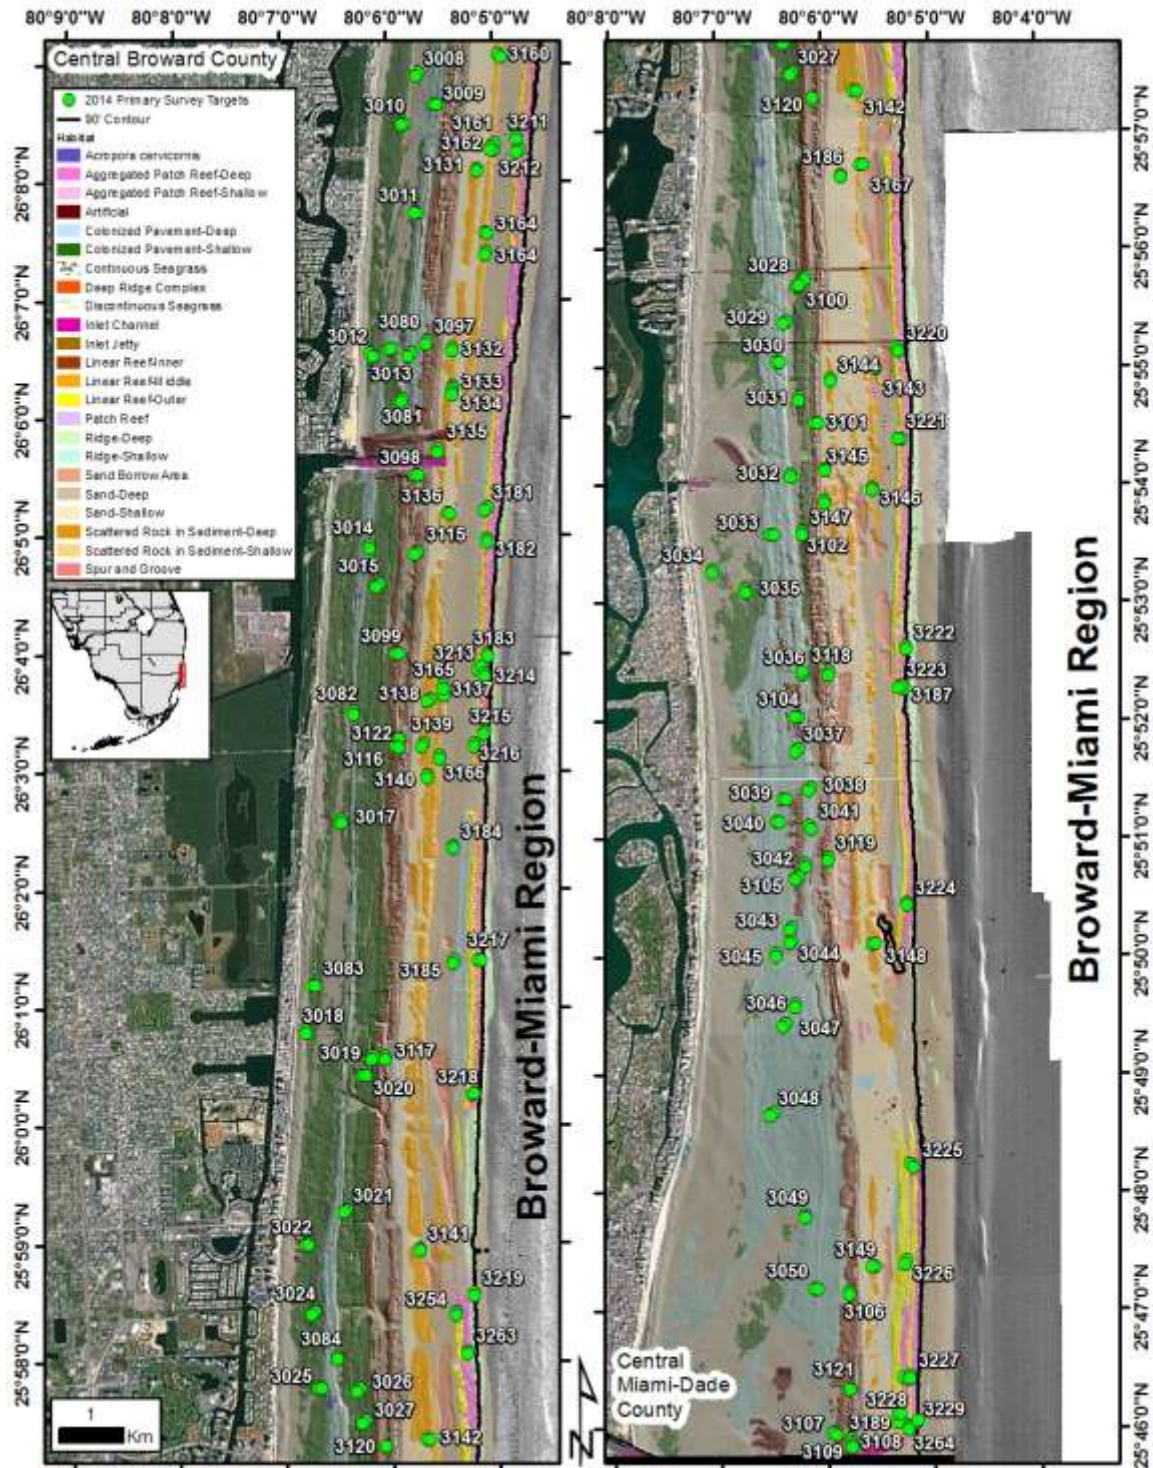 80°9'0"W 80°8'0"W 80°7'0"W 80°6'0"W 80°5'0"W
80°8'0"W 80°7'0"W 80°6'0"W 80°5'0"W 80°4'0"W
Central Broward County
2014 Primary Survey Targets
90' Contour
Habitat
Acropora cervicornis
Aggregated Patch Reef-Deep
Aggregated Patch Reef-Shallow
Artificial
Colonized Pavement-Deep
Colonized Pavement-Shallow
Continuous Seagrass
Deep Ridge Complex
Discontinuous Seagrass
Inlet Channel
Inlet Jetty
Linear Reef-Inner
Linear Reef-Middle
Linear Reef-Outer
Patch Reef
Ridge-Deep
Ridge-Shallow
Sand Borrow Area
Sand-Deep
Sand-Shallow
Scattered Rock in Sediment-Deep
Scattered Rock in Sediment-Shallow
Spur and Groove
26°8'0"N
26°7'0"N
26°6'0"N
26°5'0"N
26°4'0"N
26°3'0"N
26°2'0"N
26°1'0"N
26°0'0"N
25°59'0"N
25°58'0"N
3008
3160
3009
3010
3161
3211
3162
3131
3212
3011
3164
3164
3080
3097
3012
3132
3013
3133
3134
3081
3135
3098
3136
3181
3014
3115
3182
3015
3099
3213
3183
3165
3214
3082
3138
3137
3139
3215
3122
3116
3216
3140
3166
3017
3184
3217
3083
3185
3018
3019
3117
3020
3218
3021
3022
3141
3219
3024
3254
3084
3263
3025
3026
3027
3120
3142
Broward-Miami Region
1
Km
N
3027
3120
3142
3186
3167
3028
3100
3029
3220
3030
3144
3143
3031
3101
3221
3145
3032
3146
3147
3033
3102
3034
3035
3222
3036
3118
3223
3187
3104
3037
3038
3039
3040
3041
3119
3042
3105
3224
3043
3044
3045
3148
3046
3047
3048
3225
3049
3149
3226
3050
3106
3121
3227
3228
3107
3189
3229
3108
3264
3109
Central
Miami-Dade
County
Broward-Miami Region
25°57'0"N
25°56'0"N
25°55'0"N
25°54'0"N
25°53'0"N
25°52'0"N
25°51'0"N
25°50'0"N
25°49'0"N
25°48'0"N
25°47'0"N
25°46'0"N